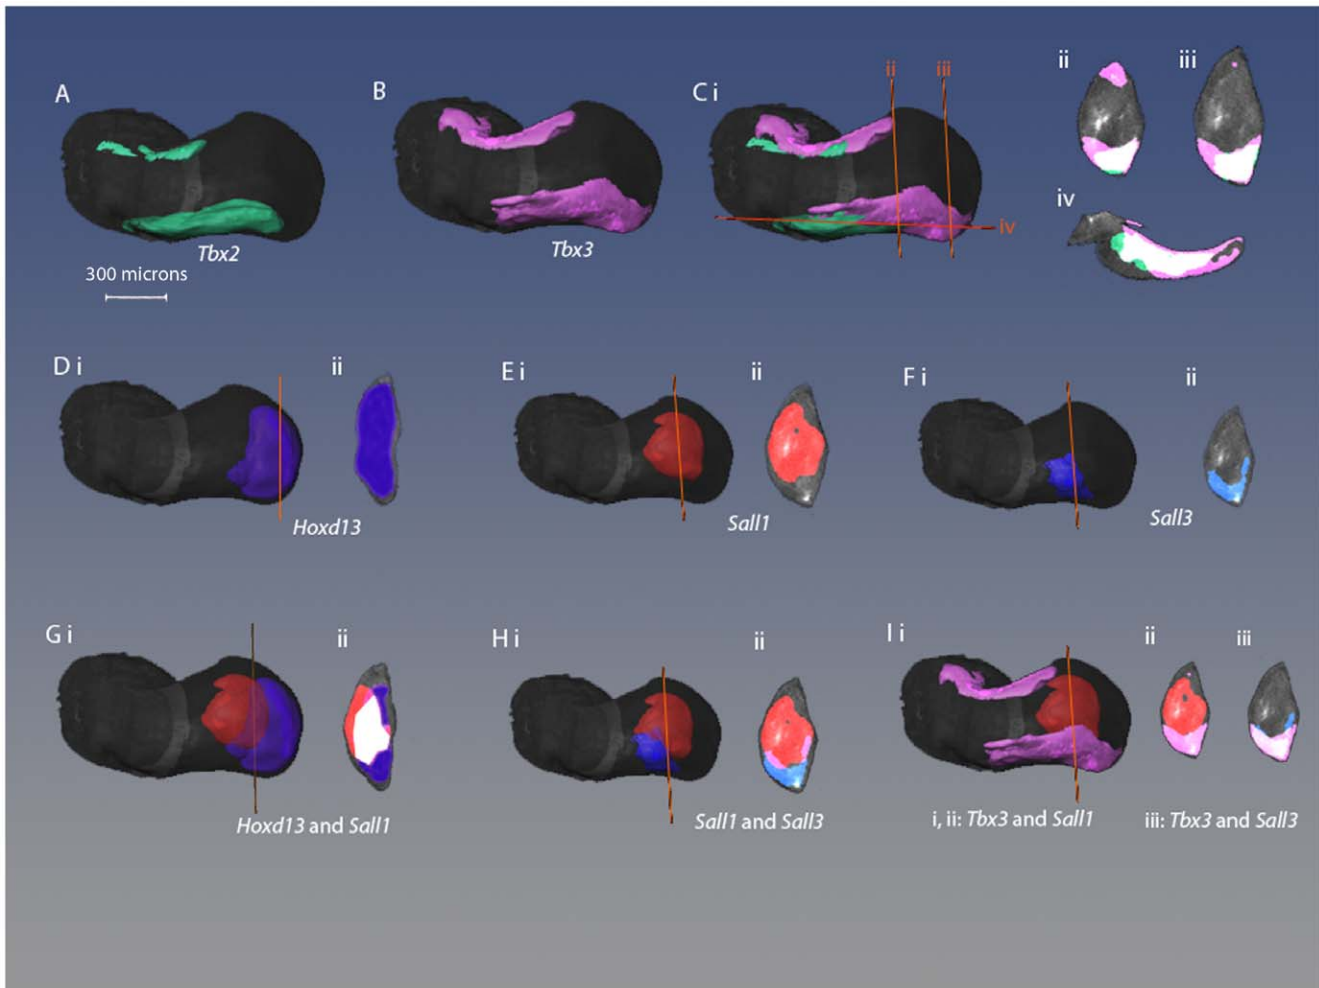 A
B
C i
ii
iii
ii
iii
iv
iv
Tbx2
Tbx3
300 microns
D i
ii
E i
ii
F i
ii
Hoxd13
Sall1
Sall3
G i
ii
H i
ii
I i
ii
iii
Hoxd13 and Sall1
Sall1 and Sall3
i, ii: Tbx3 and Sall1
iii: Tbx3 and Sall3